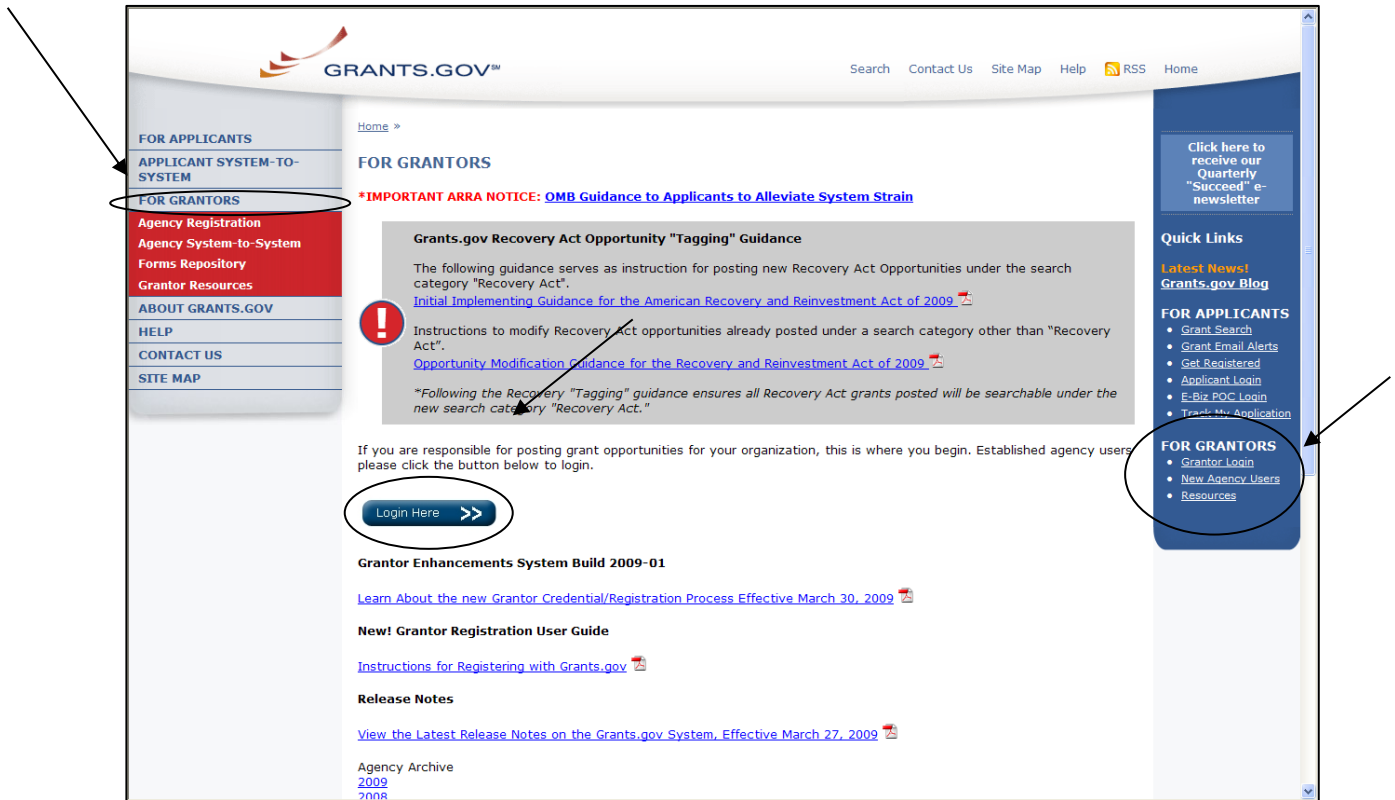 GRANTS.GOV℠
Search Contact Us Site Map Help RSS Home
FOR APPLICANTS
APPLICANT SYSTEM-TO-
SYSTEM
FOR GRANTORS
Agency Registration
Agency System-to-System
Forms Repository
Grantor Resources
ABOUT GRANTS.GOV
HELP
CONTACT US
SITE MAP
Home »
FOR GRANTORS
*IMPORTANT ARRA NOTICE: OMB Guidance to Applicants to Alleviate System Strain
Grants.gov Recovery Act Opportunity "Tagging" Guidance
The following guidance serves as instruction for posting new Recovery Act Opportunities under the search
category "Recovery Act".
Initial Implementing Guidance for the American Recovery and Reinvestment Act of 2009
Instructions to modify Recovery Act opportunities already posted under a search category other than “Recovery
Act”.
Opportunity Modification Guidance for the Recovery and Reinvestment Act of 2009
*Following the Recovery "Tagging" guidance ensures all Recovery Act grants posted will be searchable under the
new search category "Recovery Act."
If you are responsible for posting grant opportunities for your organization, this is where you begin. Established agency users
please click the button below to login.
Login Here >>
Grantor Enhancements System Build 2009-01
Learn About the new Grantor Credential/Registration Process Effective March 30, 2009
New! Grantor Registration User Guide
Instructions for Registering with Grants.gov
Release Notes
View the Latest Release Notes on the Grants.gov System, Effective March 27, 2009
Agency Archive
2009
2008
Click here to
receive our
Quarterly
"Succeed" e-
newsletter
Quick Links
Latest News!
Grants.gov Blog
FOR APPLICANTS
Grant Search
Grant Email Alerts
Get Registered
Applicant Login
E-Biz POC Login
Track My Application
FOR GRANTORS
Grantor Login
New Agency Users
Resources